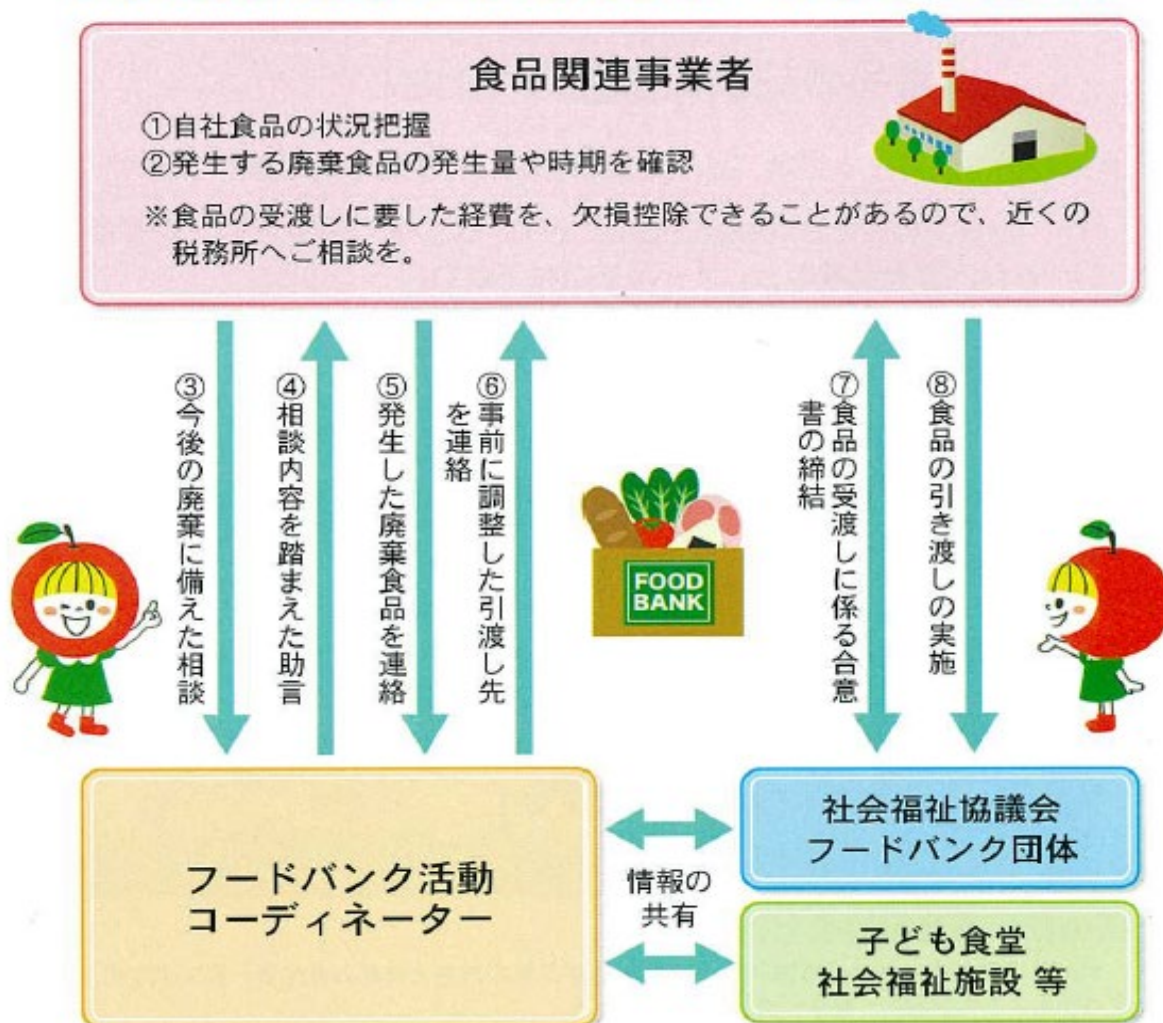 食品関連事業者
①自社食品の状況把握
②発生する廃棄食品の発生量や時期を確認
※食品の受渡しに要した経費を、欠損控除できることがあるので、近くの
税務所へご相談を。
③今後の廃棄に備えた相談
④相談内容を踏まえた助言
⑤発生した廃棄食品を連絡
⑥事前に調整した引渡し先
を連絡
FOOD
BANK
⑦食品の受渡しに係る合意
書の締結
⑧食品の引き渡しの実施
フードバンク活動
コーディネーター
情報の
共有
社会福祉協議会
フードバンク団体
子ども食堂
社会福祉施設 等